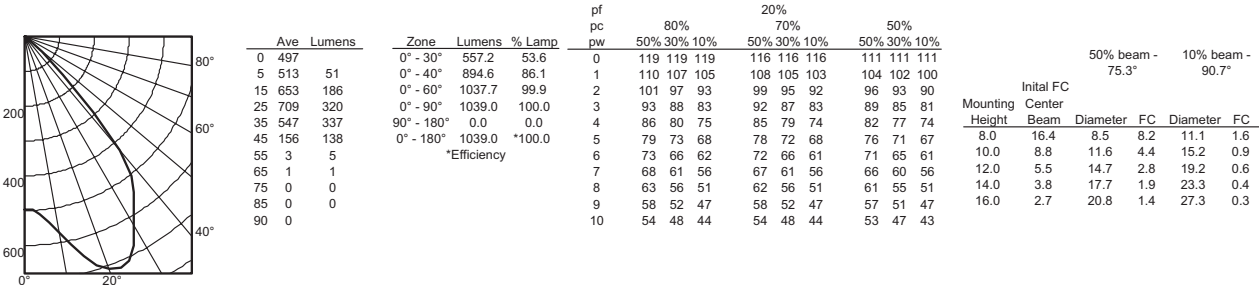 80°
60°
40°
200
400
600
0° 20°
Ave Lumens
0 497
5 513 51
15 653 186
25 709 320
35 547 337
45 156 138
55 3 5
65 1 1
75 0 0
85 0 0
90 0
Zone Lumens % Lamp
0° - 30° 557.2 53.6
0° - 40° 894.6 86.1
0° - 60° 1037.7 99.9
0° - 90° 1039.0 100.0
90° - 180° 0.0 0.0
0° - 180° 1039.0 *100.0
*Efficiency
pf 20%
pc 80% 70% 50%
pw 50% 30% 10% 50% 30% 10% 50% 30% 10%
0 119 119 119 116 116 116 111 111 111
1 110 107 105 108 105 103 104 102 100
2 101 97 93 99 95 92 96 93 90
3 93 88 83 92 87 83 89 85 81
4 86 80 75 85 79 74 82 77 74
5 79 73 68 78 72 68 76 71 67
6 73 66 62 72 66 61 71 65 61
7 68 61 56 67 61 56 66 60 56
8 63 56 51 62 56 51 61 55 51
9 58 52 47 58 52 47 57 51 47
10 54 48 44 54 48 44 53 47 43
50% beam - 10% beam -
75.3° 90.7°
Inital FC
Mounting Center
Height Beam Diameter FC Diameter FC
8.0 16.4 8.5 8.2 11.1 1.6
10.0 8.8 11.6 4.4 15.2 0.9
12.0 5.5 14.7 2.8 19.2 0.6
14.0 3.8 17.7 1.9 23.3 0.4
16.0 2.7 20.8 1.4 27.3 0.3